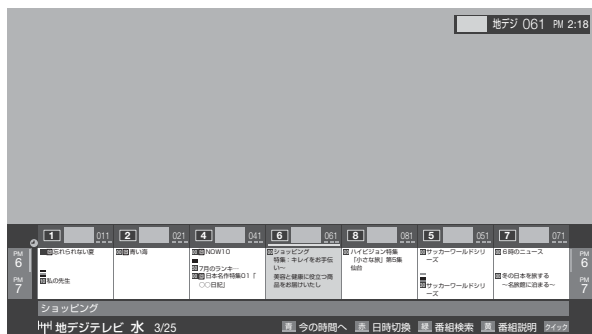 地デジ 061 PM 2:18
1 011 2 021 4 041 6 061 8 081 5 051 7 071
PM 6
PM 7
忘れられない夏
私の先生
青い海
NOW10
7月のランキ…
日本名作特集01「
○○日記」
ショッピング
特集：キレイをお手伝
い～
美容と健康に役立つ商
品をお届けいたし
ハイビジョン特集
「小さな旅」第5集
仙台
サッカーワールドシリ
ーズ
サッカーワールドシリ
ーズ
6時のニュース
冬の日本を旅する
～名旅館に泊まる～
PM 6
PM 7
ショッピング
地デジテレビ 水 3/25 青 今の時間へ 赤 日時切換 緑 番組検索 黄 番組説明 クイック